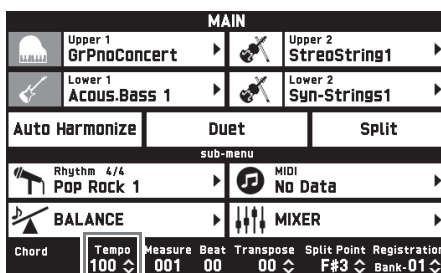 MAIN
Upper 1
GrPnoConcert
Upper 2
StreoString1
Lower 1
Acous.Bass 1
Lower 2
Syn-Strings1
Auto Harmonize Duet Split
sub-menu
Rhythm 4/4
Pop Rock 1
MIDI
No Data
BALANCE MIXER
Chord Tempo Measure Beat Transpose Split Point Registration
100 001 00 00 F#3 Bank-01